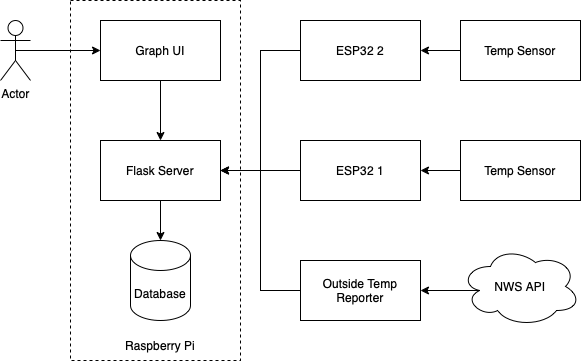 Graph UI
ESP32 2
Temp Sensor
Actor
Flask Server
ESP32 1
Temp Sensor
Database
Outside Temp
Reporter
NWS API
Raspberry Pi